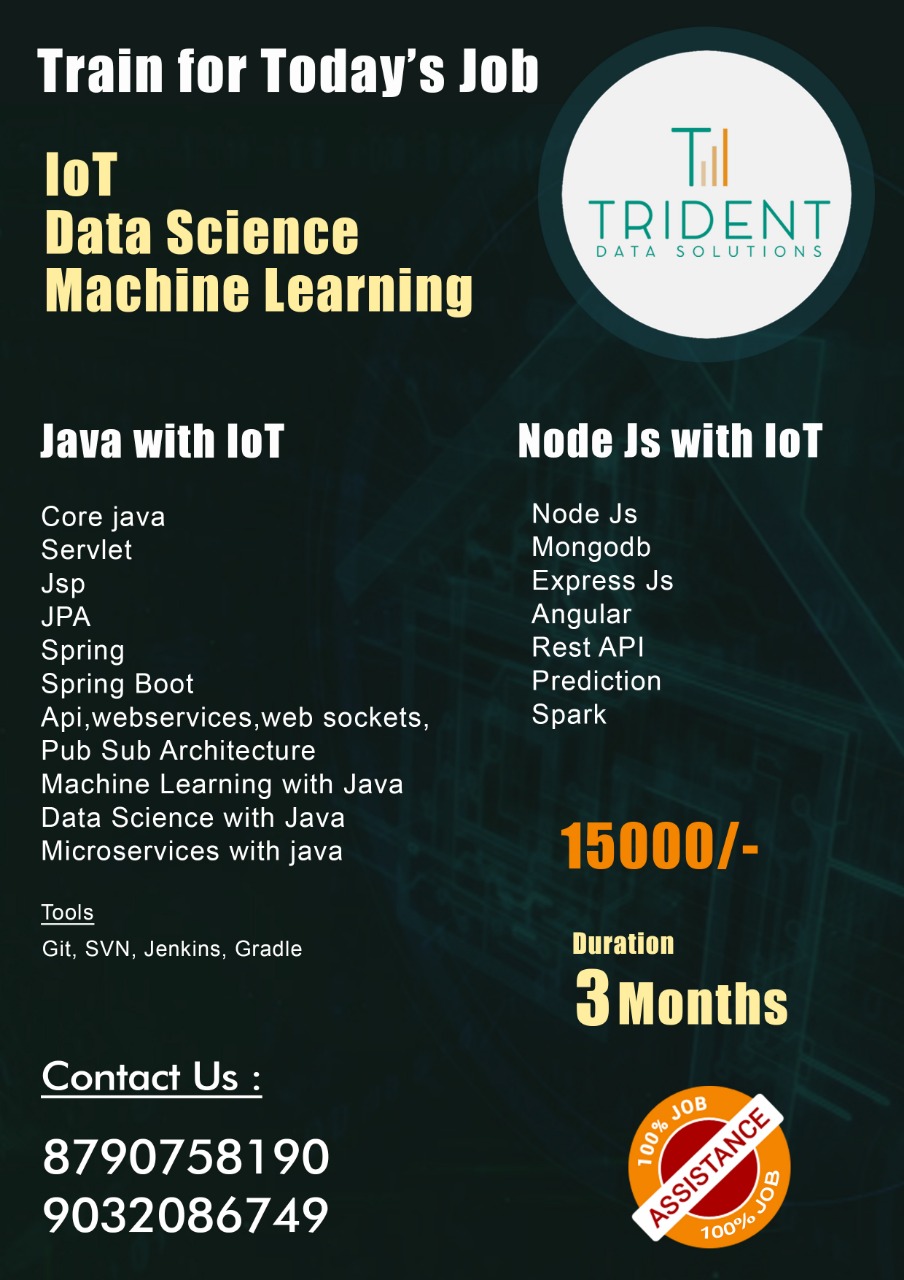 Train for Today's Job
IoT
Data Science
Machine Learning
T
TRIDENT
DATA SOLUTIONS
Java with IoT
Core java
Servlet
Jsp
JPA
Spring
Spring Boot
Api,webservices,web sockets,
Pub Sub Architecture
Machine Learning with Java
Data Science with Java
Microservices with java
Tools
Git, SVN, Jenkins, Gradle
Node Js with IoT
Node Js
Mongodb
Express Js
Angular
Rest API
Prediction
Spark
15000/-
Duration
3 Months
Contact Us :
8790758190
9032086749
100% JOB
ASSISTANCE
100% JOB